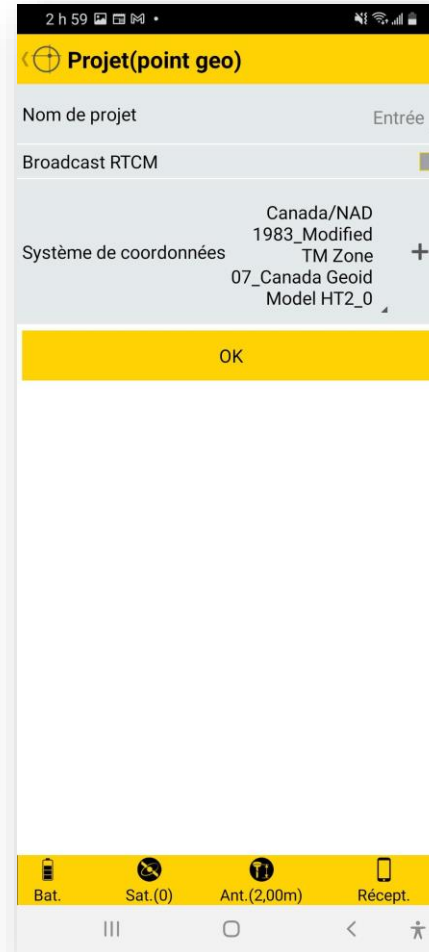 2 h 59
Projet(point geo)
Nom de projet Entrée
Broadcast RTCM
Système de coordonnées
Canada/NAD
1983_Modified
TM Zone
07_Canada Geoid
Model HT2_0
+
OK
Bat. Sat.(0) Ant.(2,00m) Récept.